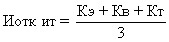 Иотк ит = Кэ + Кв + Кт / 3